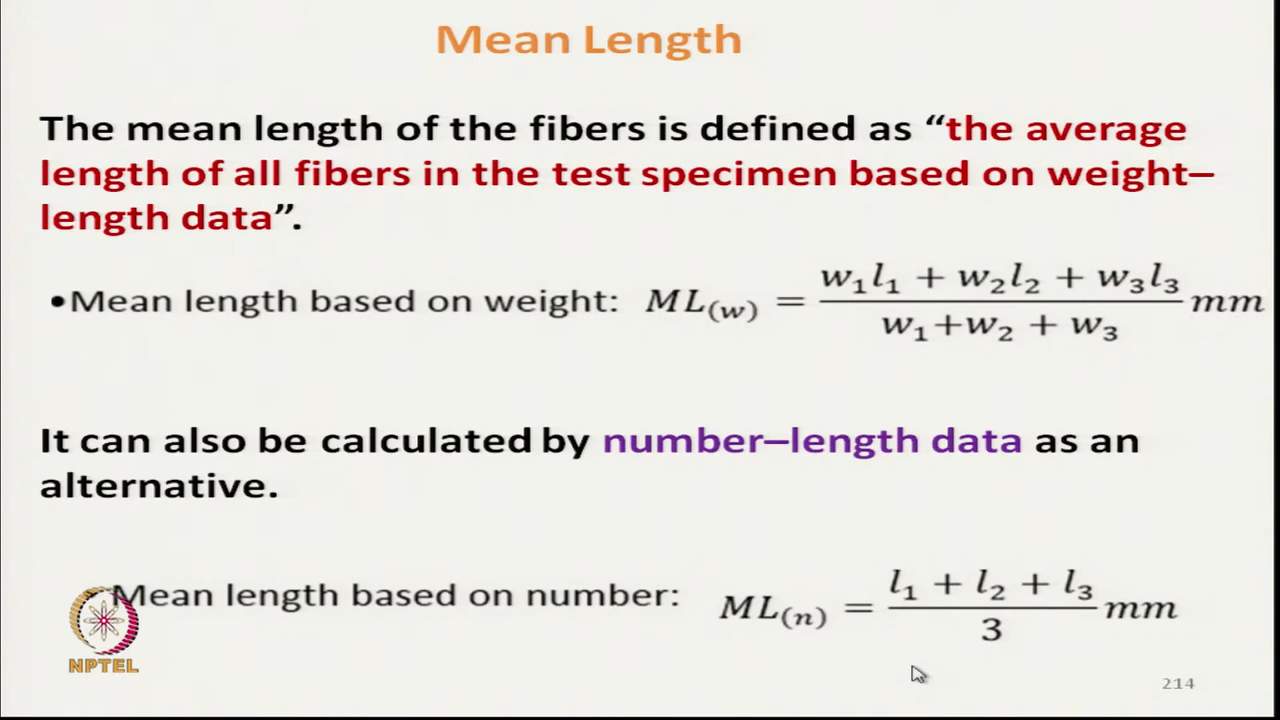 Mean Length
The mean length of the fibers is defined as “the average
length of all fibers in the test specimen based on weight–
length data”.
•Mean length based on weight: ML(w) = (w₁l₁ + w₂l₂ + w₃l₃)/(w₁+w₂ + w₃) mm
It can also be calculated by number–length data as an
alternative.
Mean length based on number: ML(n) = (l₁ + l₂ + l₃)/3 mm
NPTEL
214